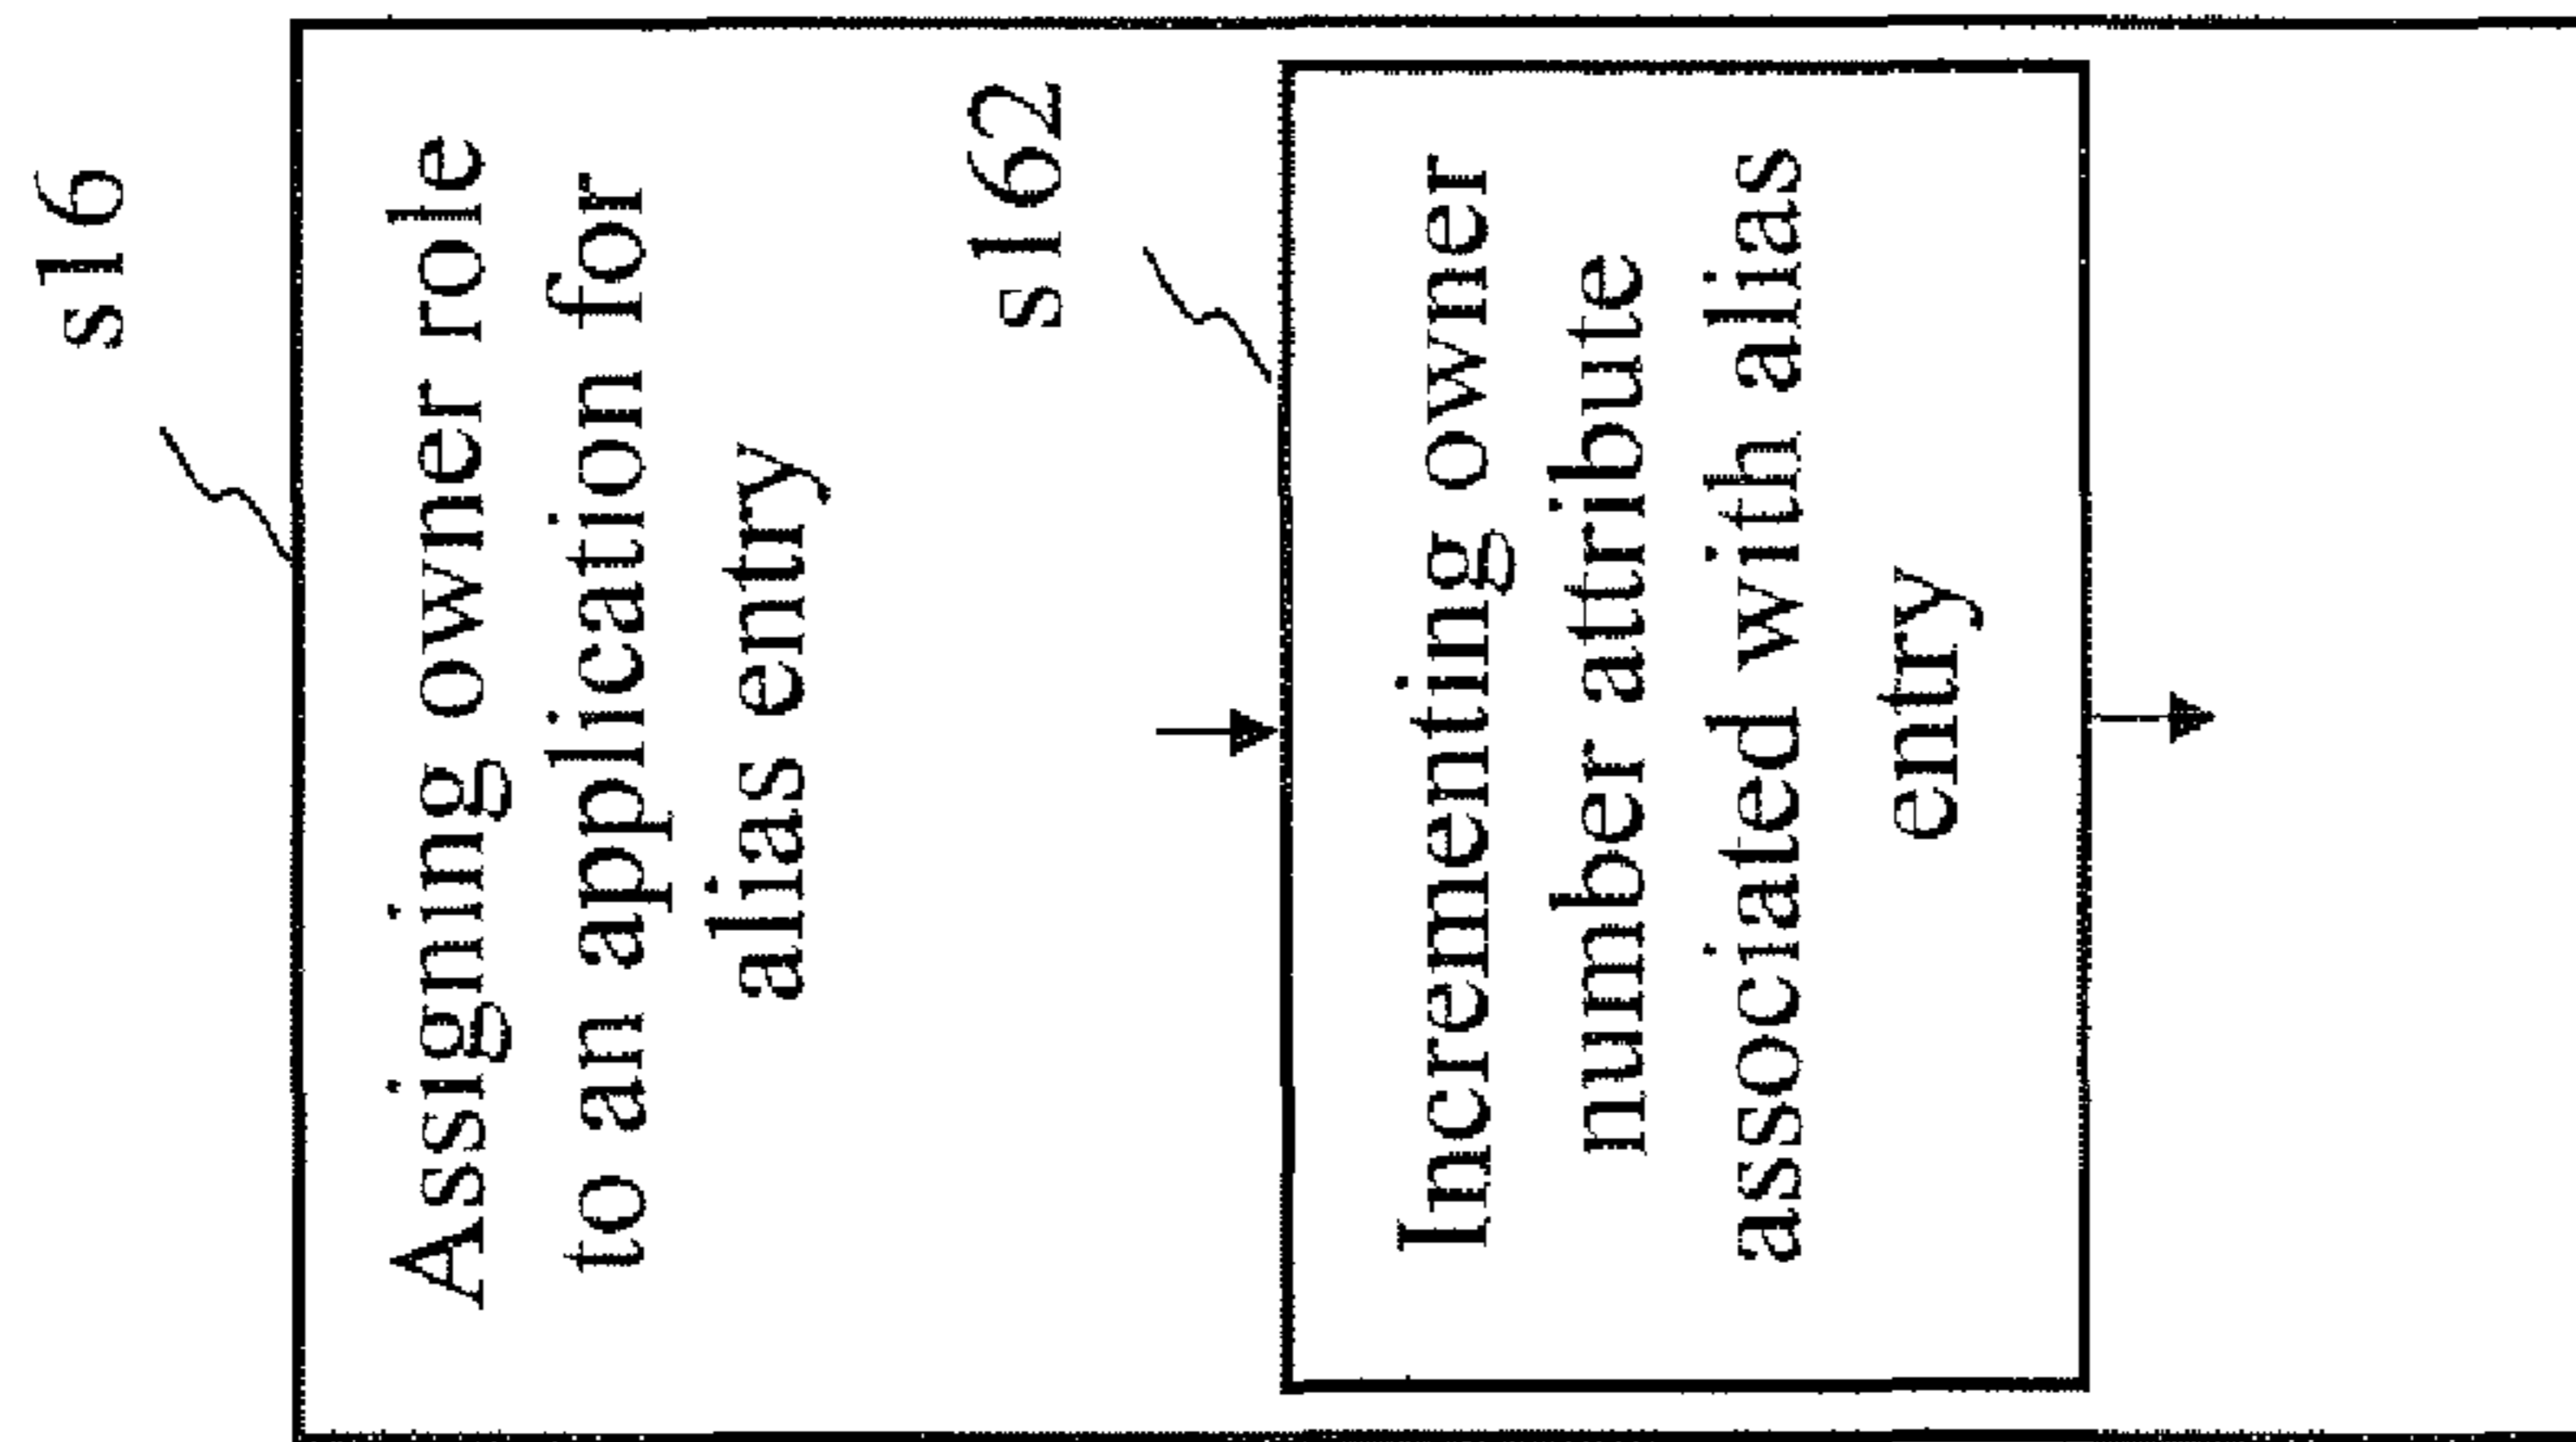 s16
Assigning owner role
to an application for
alias entry
s162
Incrementing owner
number attribute
associated with alias
entry